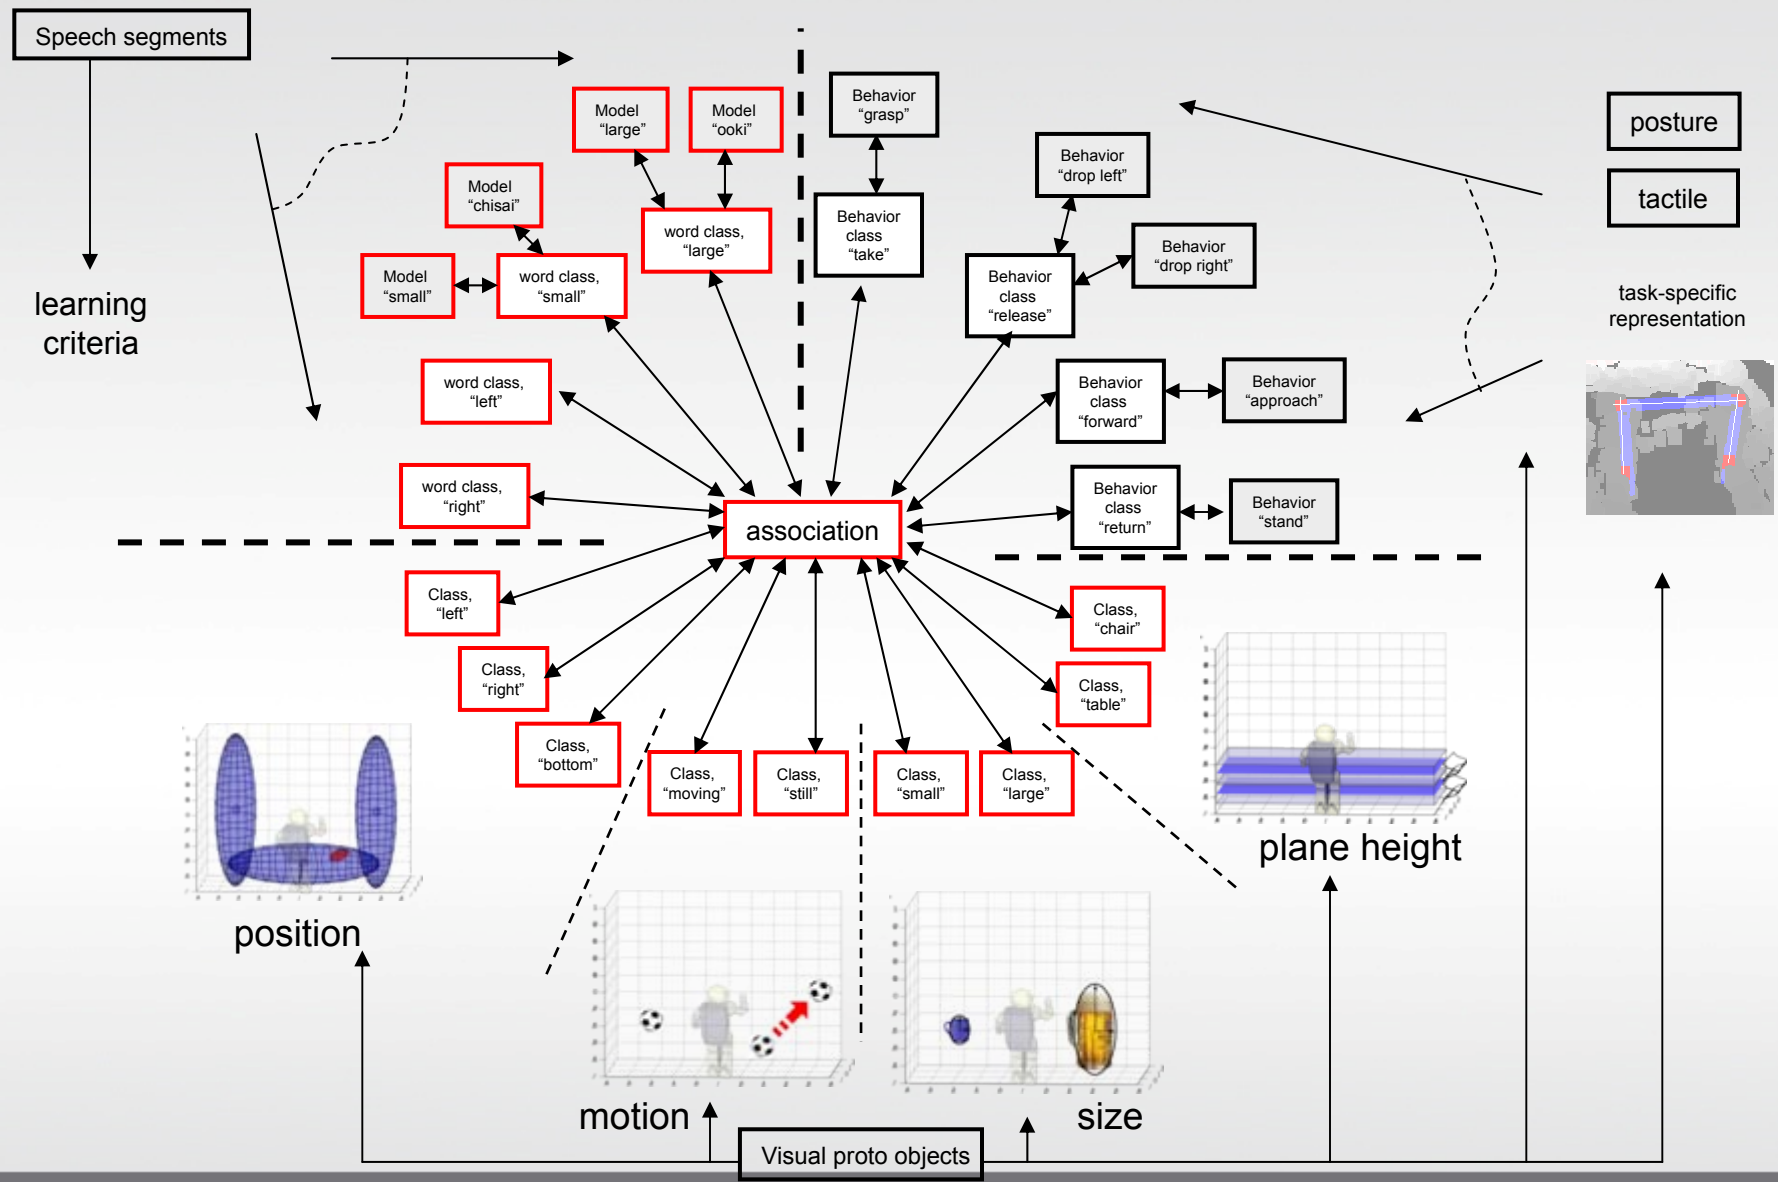 Speech segments
learning
criteria
Model
“large”
Model
“ooki”
Model
“chisai”
word class,
“large”
Model
“small”
word class,
“small”
word class,
“left”
word class,
“right”
Behavior
“grasp”
Behavior
class
“take”
Behavior
“drop left”
Behavior
“drop right”
Behavior
class
“release”
Behavior
class
“forward”
Behavior
“approach”
Behavior
class
“return”
Behavior
“stand”
posture
tactile
task-specific
representation
association
Class,
“left”
Class,
“right”
Class,
“bottom”
Class,
“moving”
Class,
“still”
Class,
“small”
Class,
“large”
Class,
“chair”
Class,
“table”
plane height
position
motion
size
Visual proto objects